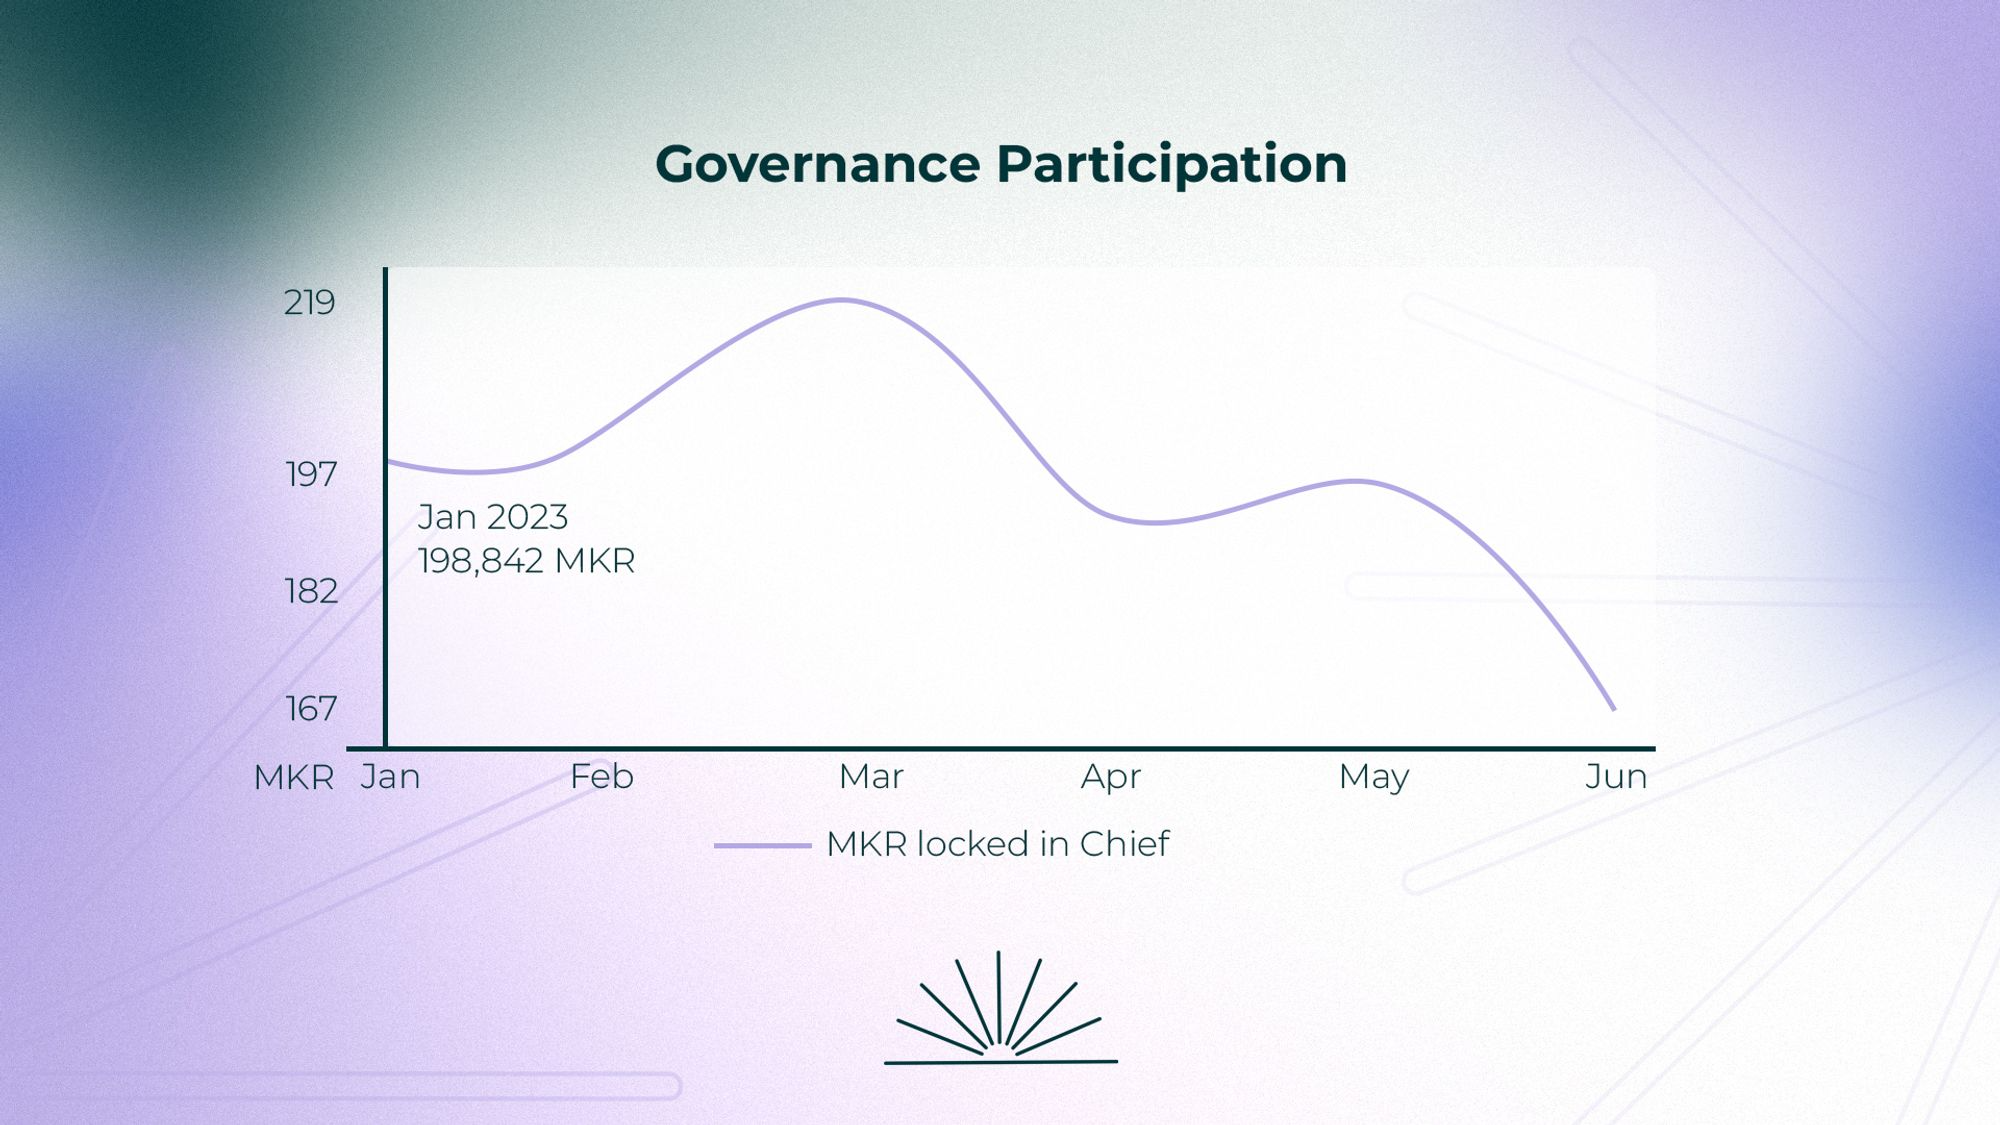 Governance Participation
219
197
Jan 2023
198,842 MKR
182
167
MKR Jan Feb Mar Apr May Jun
MKR locked in Chief